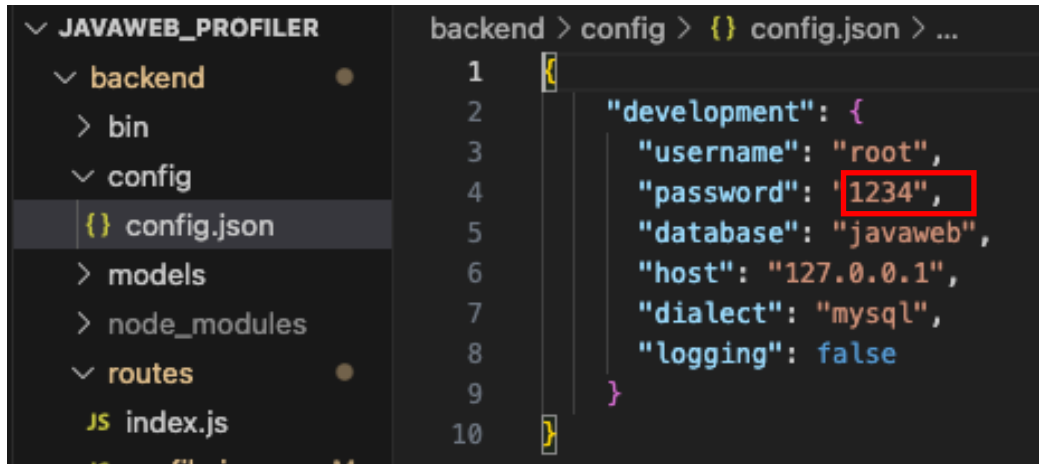 JAVAWEB_PROFILER
backend
bin
config
{} config.json
models
node_modules
routes
JS index.js
backend > config > {} config.json > ...
1 {
2 "development": {
3 "username": "root",
4 "password": "1234",
5 "database": "javaweb",
6 "host": "127.0.0.1",
7 "dialect": "mysql",
8 "logging": false
9 }
10 }